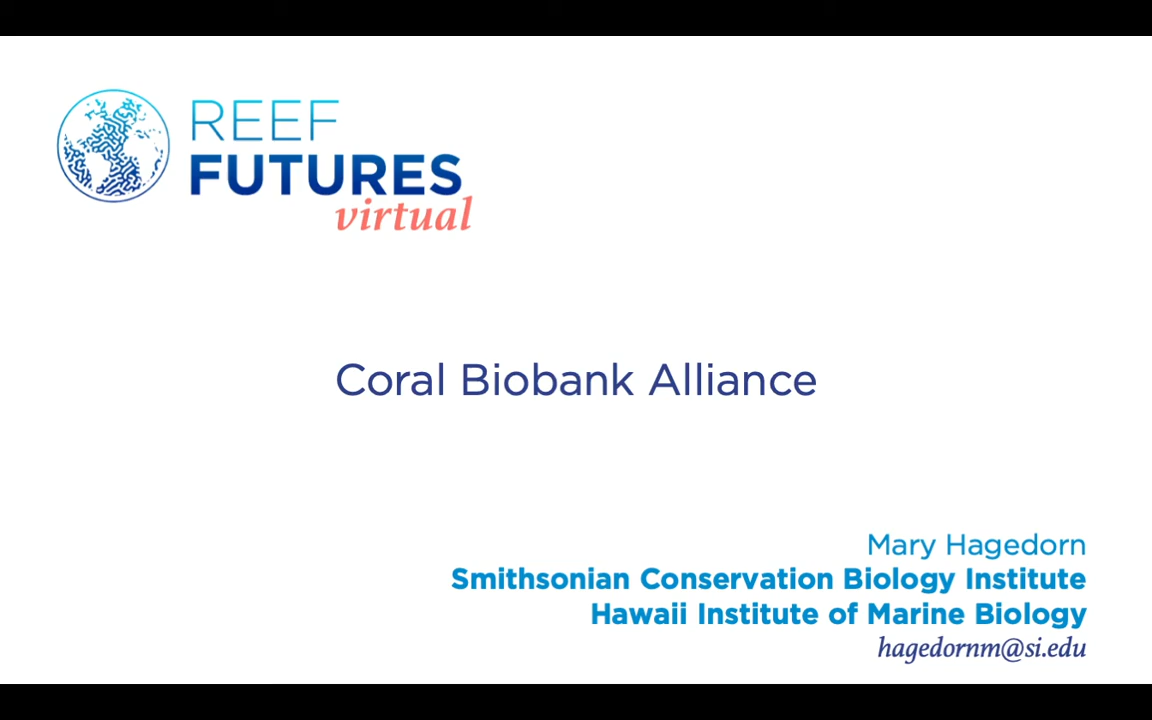 REEF
FUTURES
virtual
Coral Biobank Alliance
Mary Hagedorn
Smithsonian Conservation Biology Institute
Hawaii Institute of Marine Biology
hagedornm@si.edu